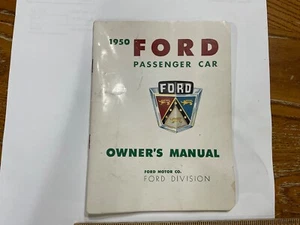 1950 FORD
PASSENGER CAR
FORD
OWNER'S MANUAL
FORD MOTOR CO.
FORD DIVISION